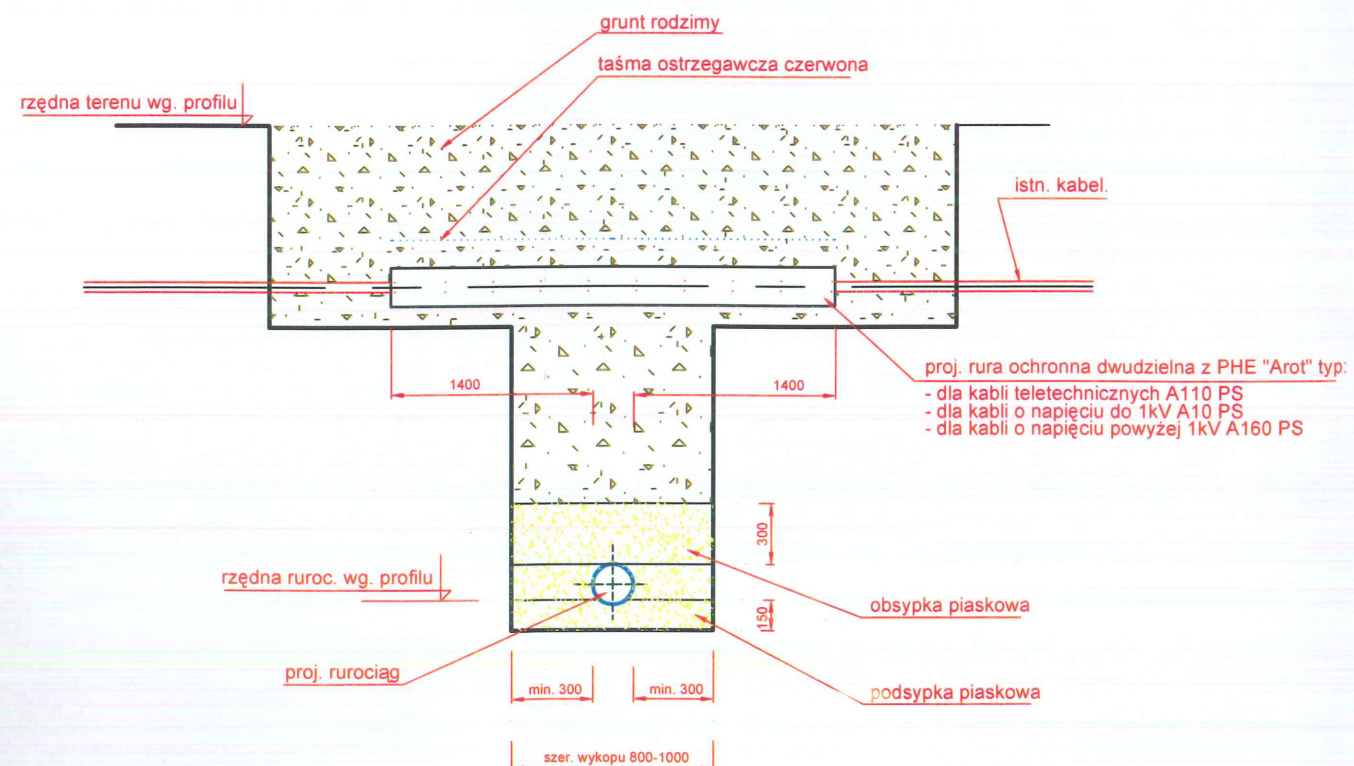 grunt rodzimy
taśma ostrzegawcza czerwona
rzędna terenu wg. profilu
istn. kabel.
proj. rura ochronna dwudzielna z PHE "Arot" typ:
- dla kabli teletechnicznych A110 PS
- dla kabli o napięciu do 1kV A10 PS
- dla kabli o napięciu powyżej 1kV A160 PS
1400
1400
300
rzędna ruroc. wg. profilu
150
obsypka piaskowa
proj. rurociąg
min. 300
min. 300
podsypka piaskowa
szer. wykopu 800-1000